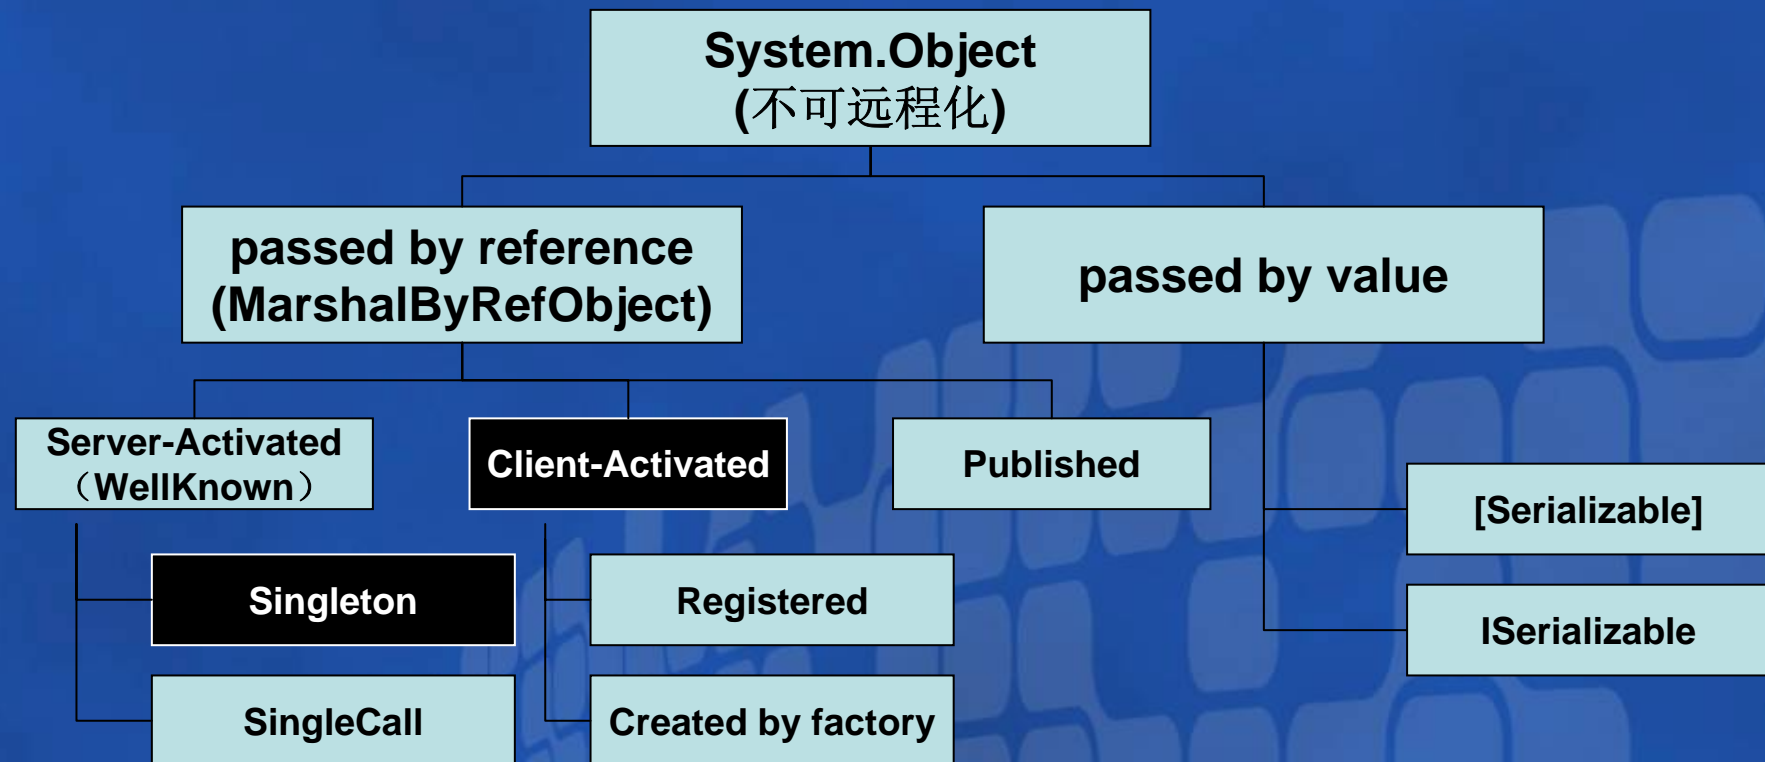 System.Object
(不可远程化)
passed by reference
(MarshalByRefObject)
passed by value
Server-Activated
（WellKnown）
Client-Activated
Published
[Serializable]
Singleton
Registered
ISerializable
SingleCall
Created by factory